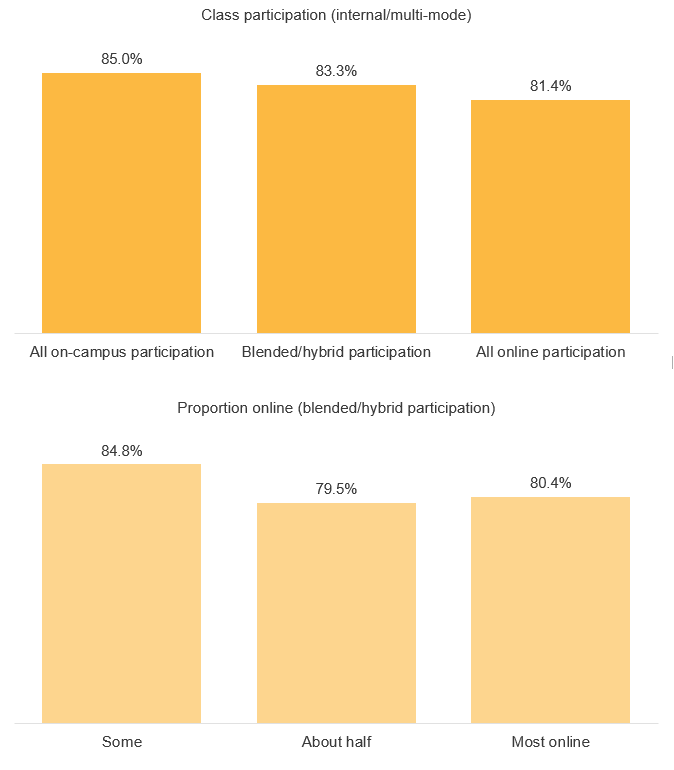 Class participation (internal/multi-mode)
85.0%
83.3%
81.4%
All on-campus participation
Blended/hybrid participation
All online participation
Proportion online (blended/hybrid participation)
84.8%
79.5%
80.4%
Some
About half
Most online